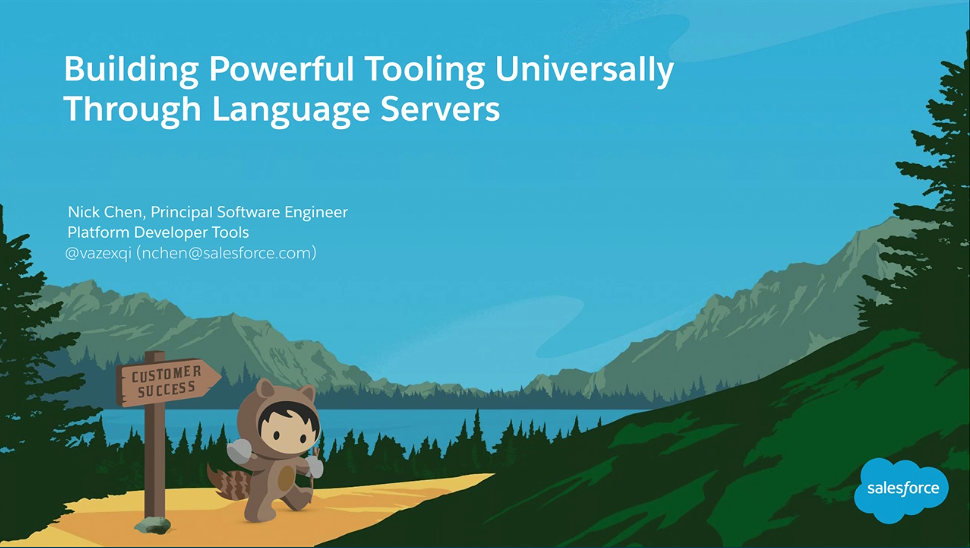 Building Powerful Tooling Universally
Through Language Servers
Nick Chen, Principal Software Engineer
Platform Developer Tools
@vazexqi (nchen@salesforce.com)
CUSTOMER
SUCCESS
salesforce